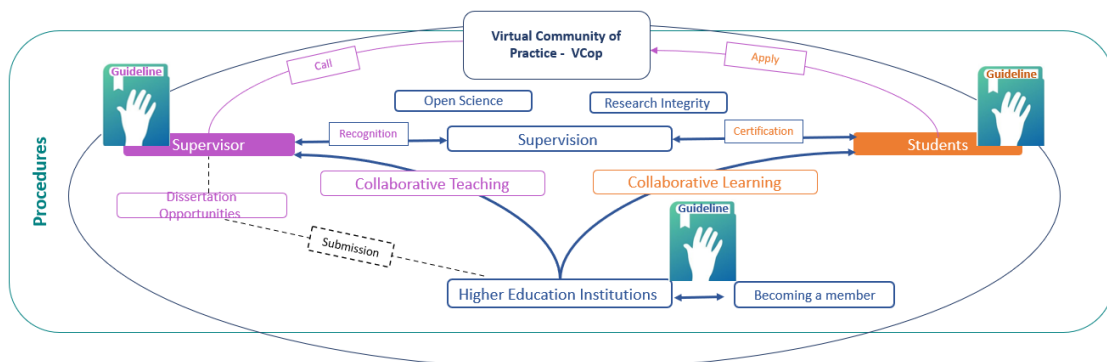 Virtual Community of
Practice - VCop
Call
Apply
Guideline
Guideline
Open Science
Research Integrity
Recognition
Certification
Supervisor
Supervision
Students
Collaborative Teaching
Collaborative Learning
Dissertation
Opportunities
Procedures
Guideline
Submission
Higher Education Institutions
Becoming a member